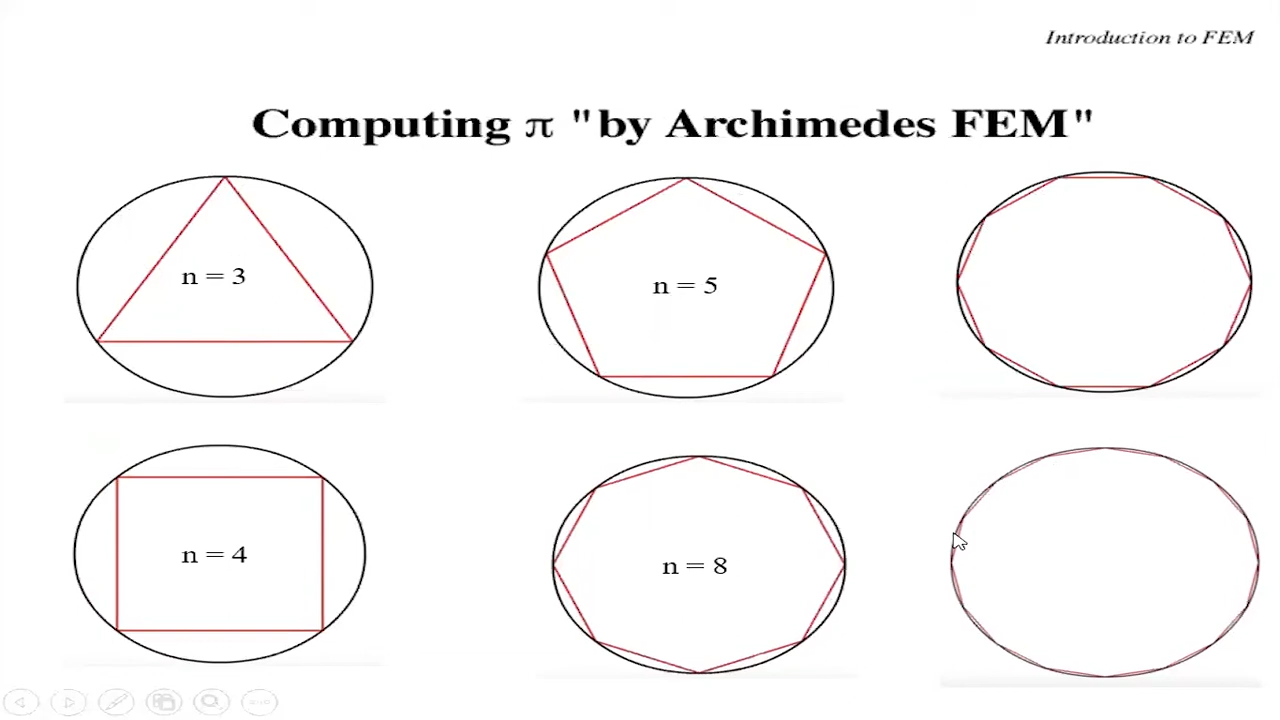 Introduction to FEM
Computing π "by Archimedes FEM"
n = 3
n = 5
n = 4
n = 8